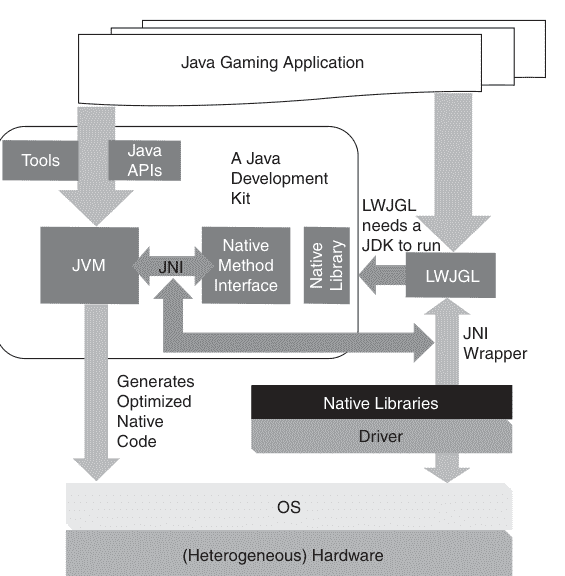 Java Gaming Application
Tools
Java
APIs
A Java
Development
Kit
LWJGL
needs a
JDK to run
JVM
JNI
Native
Method
Interface
Native
Library
LWJGL
JNI
Wrapper
Generates
Optimized
Native
Code
Native Libraries
Driver
OS
(Heterogeneous) Hardware